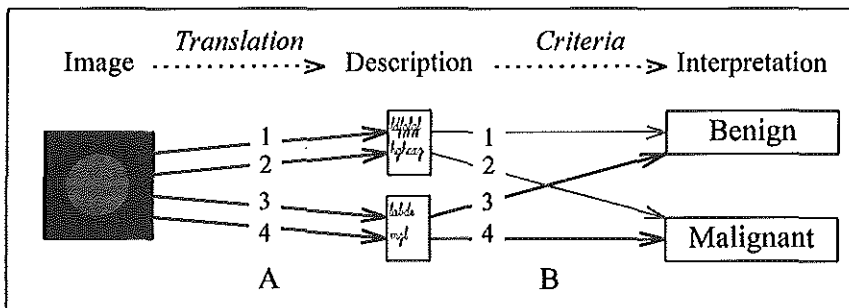 Translation Criteria
Image Description Interpretation
1 1 Benign
2 2
3 3
4 4 Malignant
A B